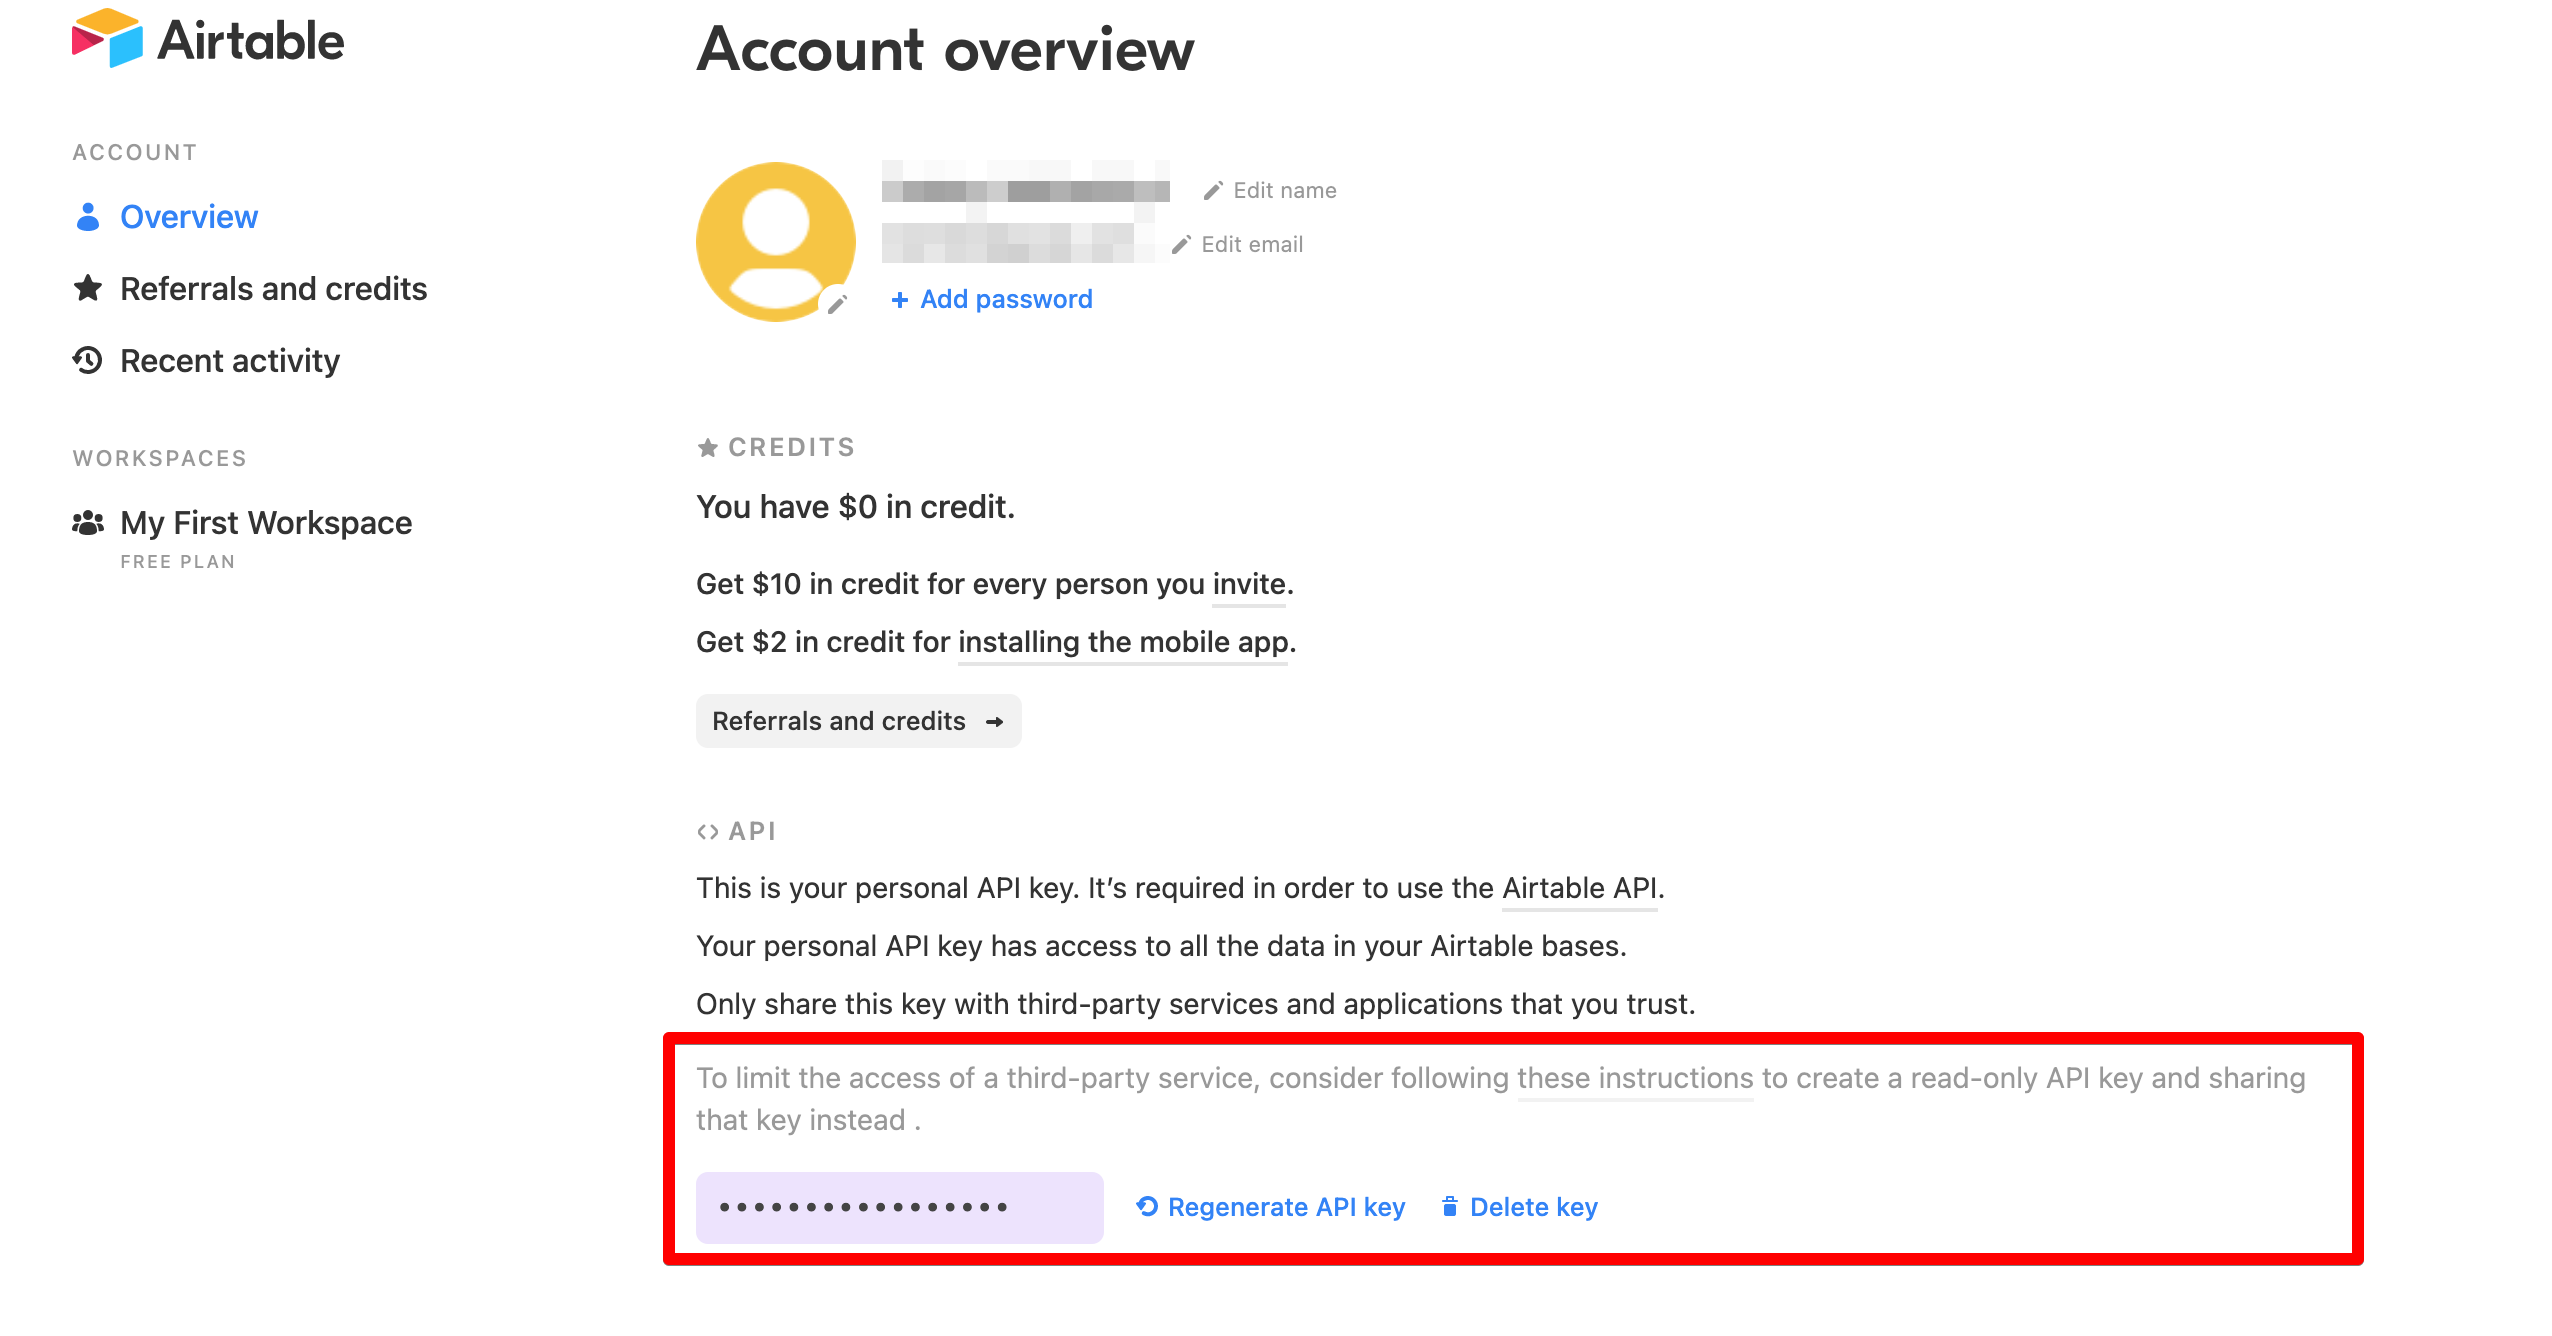 Airtable
ACCOUNT
Overview
Referrals and credits
Recent activity
WORKSPACES
My First Workspace
FREE PLAN
Account overview
Edit name
Edit email
+ Add password
CREDITS
You have $0 in credit.
Get $10 in credit for every person you invite.
Get $2 in credit for installing the mobile app.
Referrals and credits →
<> API
This is your personal API key. It’s required in order to use the Airtable API.
Your personal API key has access to all the data in your Airtable bases.
Only share this key with third-party services and applications that you trust.
To limit the access of a third-party service, consider following these instructions to create a read-only API key and sharing
that key instead .
•••••••••••••••••
Regenerate API key
Delete key